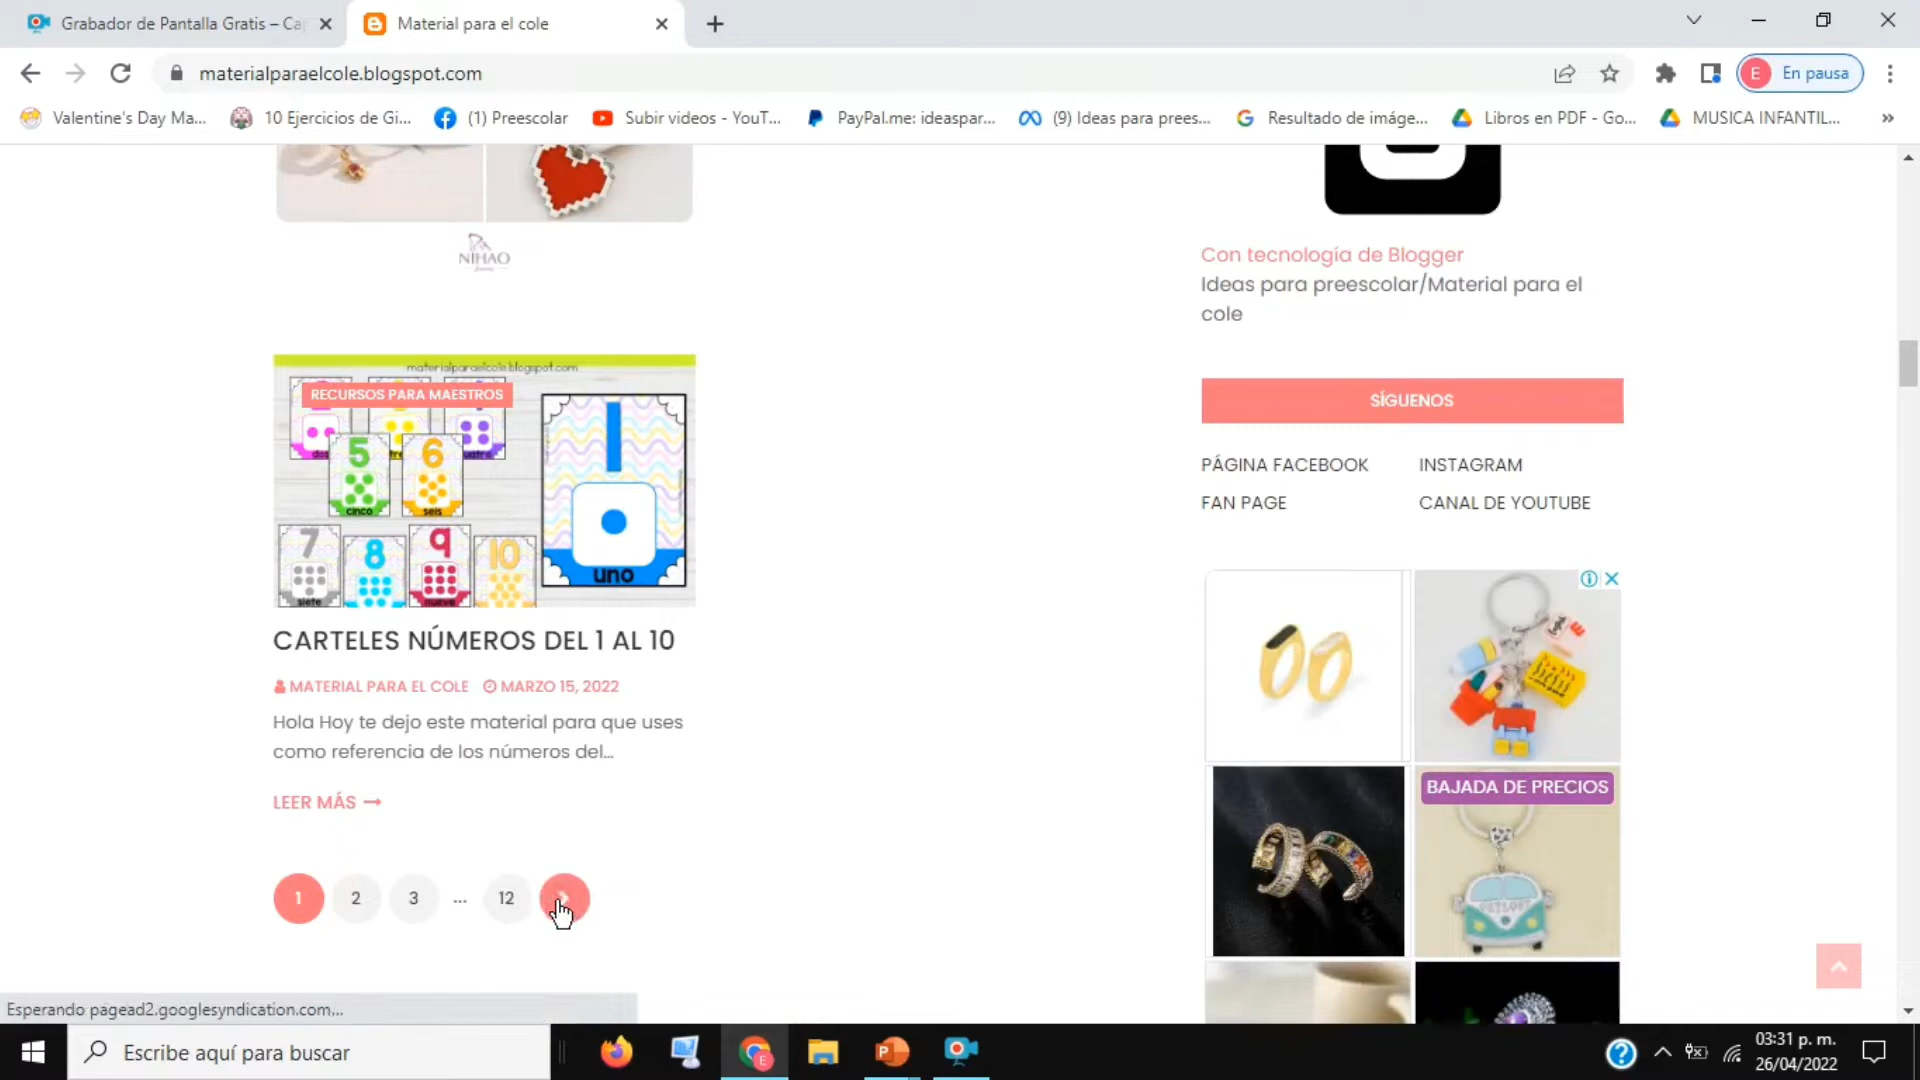 Grabador de Pantalla Gratis – Ca
Material para el cole
materialparaelcole.blogspot.com
E En pausa
Valentine's Day Ma...
10 Ejercicios de Gi...
(1) Preescolar
Subir videos - YouT...
PayPal.me: ideaspar...
(9) Ideas para prees...
Resultado de imáge...
Libros en PDF - Go...
MUSICA INFANTIL...
»
NIHAO
Con tecnología de Blogger
Ideas para preescolar/Material para el
cole
materialparaelcole.blogspot.com
RECURSOS PARA MAESTROS
5
cinco
6
seis
7
siete
8
9
nueve
10
1
uno
CARTELES NÚMEROS DEL 1 AL 10
MATERIAL PARA EL COLE MARZO 15, 2022
Hola Hoy te dejo este material para que uses
como referencia de los números del...
LEER MÁS
1 2 3 ... 12
SÍGUENOS
PÁGINA FACEBOOK INSTAGRAM
FAN PAGE CANAL DE YOUTUBE
BAJADA DE PRECIOS
Esperando pagead2.googlesyndication.com...
Escribe aquí para buscar
03:31 p. m.
26/04/2022